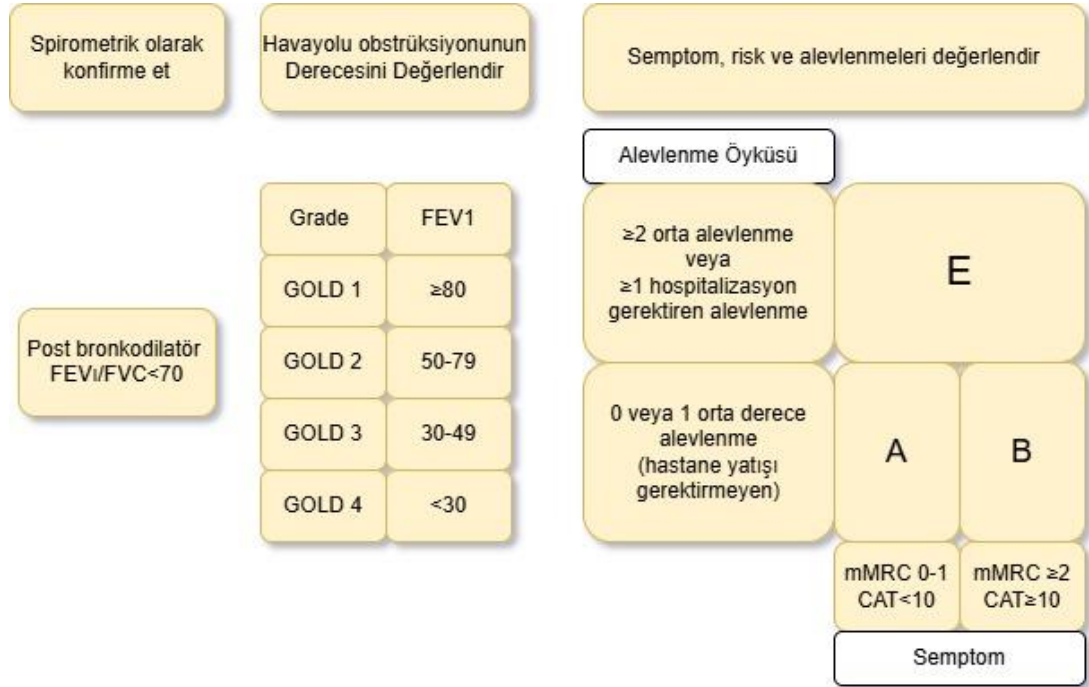 Spirometrik olarak
konfirme et
Havayolu obstrüksiyonunun
Derecesini Değerlendir
Semptom, risk ve alevlenmeleri değerlendir
Post bronkodilatör
FEVı/FVC<70
Grade FEV1
GOLD 1 ≥80
GOLD 2 50-79
GOLD 3 30-49
GOLD 4 <30
Alevlenme Öyküsü
≥2 orta alevlenme
veya
≥1 hospitalizasyon
gerektiren alevlenme
E
0 veya 1 orta derece
alevlenme
(hastane yatışı
gerektirmeyen)
A
B
mMRC 0-1
CAT<10
mMRC ≥2
CAT≥10
Semptom